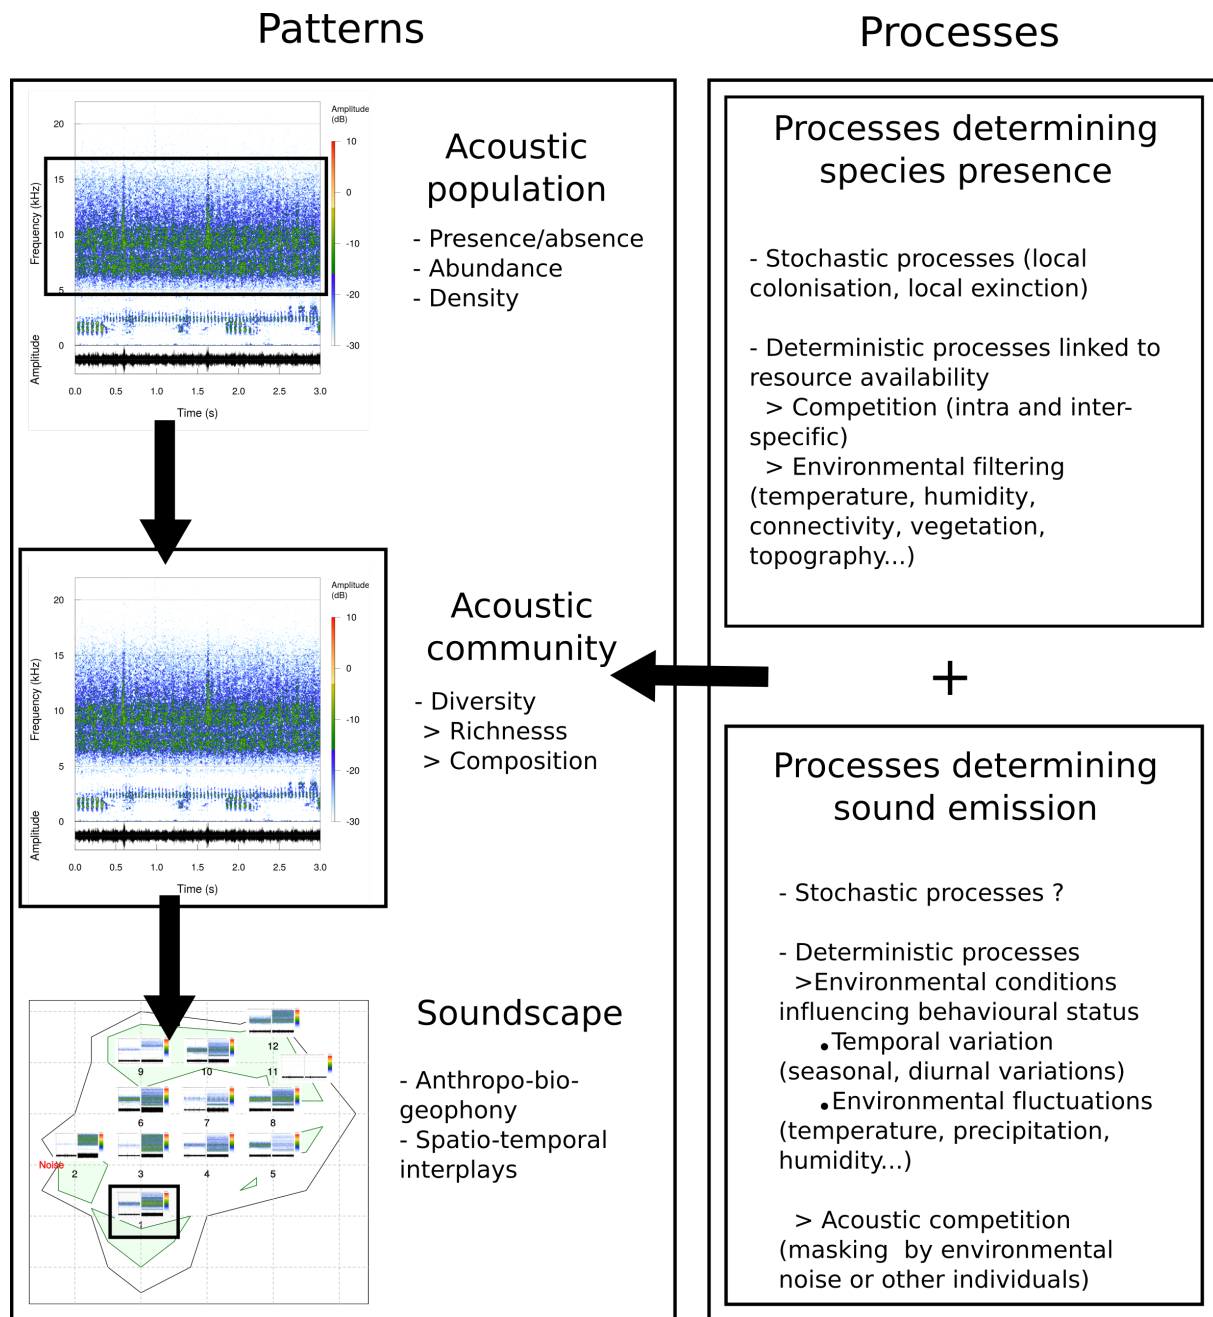 Patterns
Processes
Amplitude
(dB)
20
15
10
5
0
Frequency (kHz)
Amplitude
10
0
-10
-20
-30
0.0 0.5 1.0 1.5 2.0 2.5 3.0
Time (s)
Acoustic
population
- Presence/absence
- Abundance
- Density
Amplitude
(dB)
20
15
10
5
0
Frequency (kHz)
Amplitude
10
0
-10
-20
-30
0.0 0.5 1.0 1.5 2.0 2.5 3.0
Time (s)
Acoustic
community
- Diversity
> Richnesss
> Composition
12
9 10 11
6 7 8
Noise
2 3 4 5
1
Soundscape
- Anthropo-bio-
geophony
- Spatio-temporal
interplays
Processes determining
species presence
- Stochastic processes (local
colonisation, local exinction)
- Deterministic processes linked to
resource availability
> Competition (intra and inter-
specific)
> Environmental filtering
(temperature, humidity,
connectivity, vegetation,
topography...)
+
Processes determining
sound emission
- Stochastic processes ?
- Deterministic processes
>Environmental conditions
influencing behavioural status
•Temporal variation
(seasonal, diurnal variations)
•Environmental fluctuations
(temperature, precipitation,
humidity...)
> Acoustic competition
(masking by environmental
noise or other individuals)